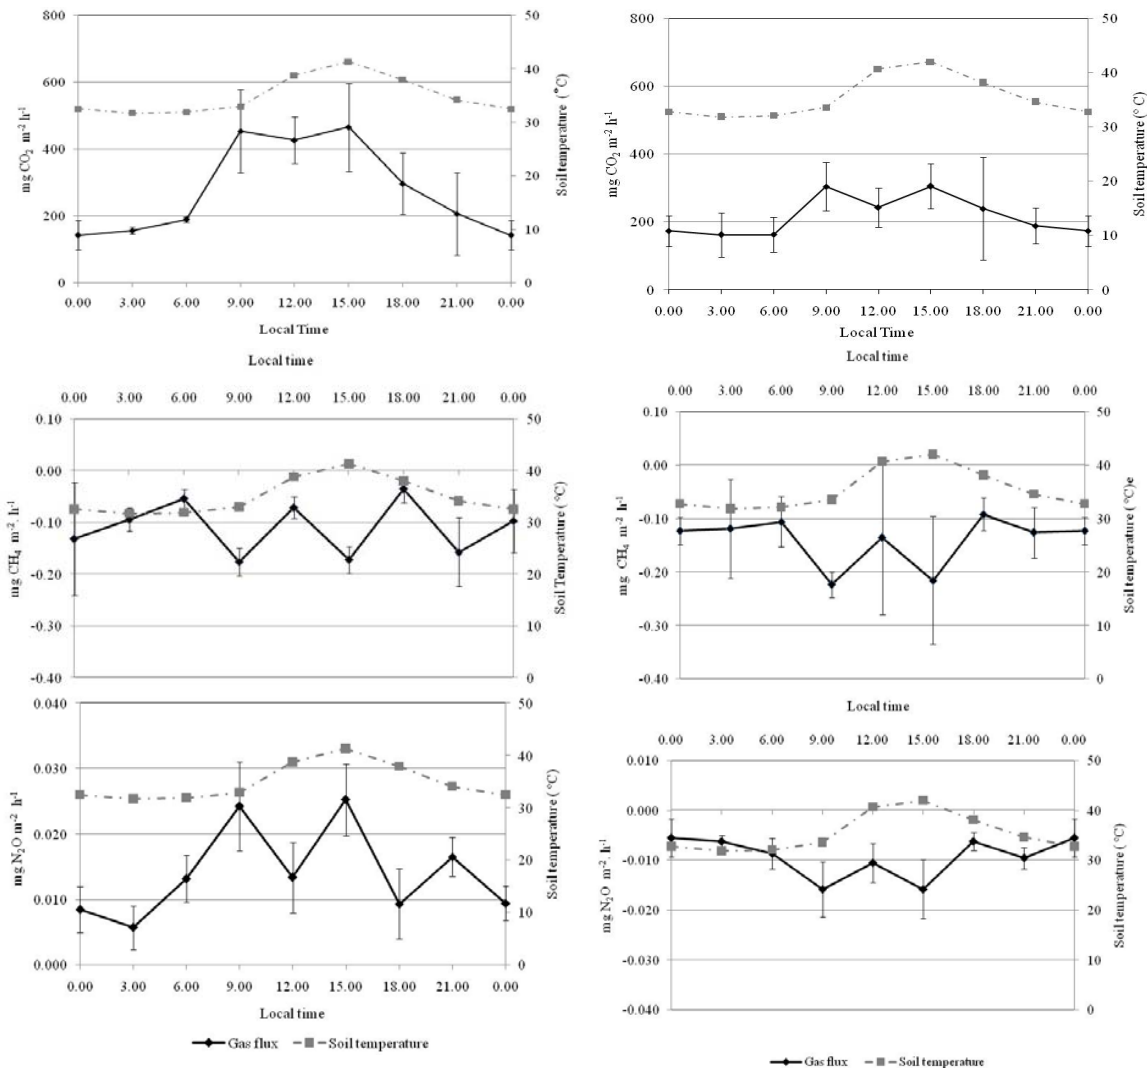 800
600
400
200
0
mg CO₂ m⁻² h⁻¹
50
40
30
20
10
0
Soil temperature (°C)
0.00 3.00 6.00 9.00 12.00 15.00 18.00 21.00 0.00
Local Time
800
600
400
200
0
mg CO₂ m⁻² h⁻¹
50
40
30
20
10
0
Soil temperature (° C)
0.00 3.00 6.00 9.00 12.00 15.00 18.00 21.00 0.00
Local Time
Local time
0.00 3.00 6.00 9.00 12.00 15.00 18.00 21.00 0.00
0.10
0.00
-0.10
-0.20
-0.30
-0.40
mg CH₄ m⁻². h⁻¹
50
40
30
20
10
0
Soil Temperature (°C)
Local time
0.00 3.00 6.00 9.00 12.00 15.00 18.00 21.00 0.00
0.10
0.00
-0.10
-0.20
-0.30
-0.40
mg CH₄ m⁻² h⁻¹
50
40
30
20
10
0
Soil temperature (°C)e
0.040
0.030
0.020
0.010
0.000
mg N₂O m⁻² h⁻¹
50
40
30
20
10
0
Soil temperature (°C)
0.00 3.00 6.00 9.00 12.00 15.00 18.00 21.00 0.00
Local time
Gas flux Soil temperature
Local time
0.00 3.00 6.00 9.00 12.00 15.00 18.00 21.00 0.00
0.010
0.000
-0.010
-0.020
-0.030
-0.040
mg N₂O m⁻². h⁻¹
50
40
30
20
10
0
Soil temperature (°C)
Gas flux Soil temperature